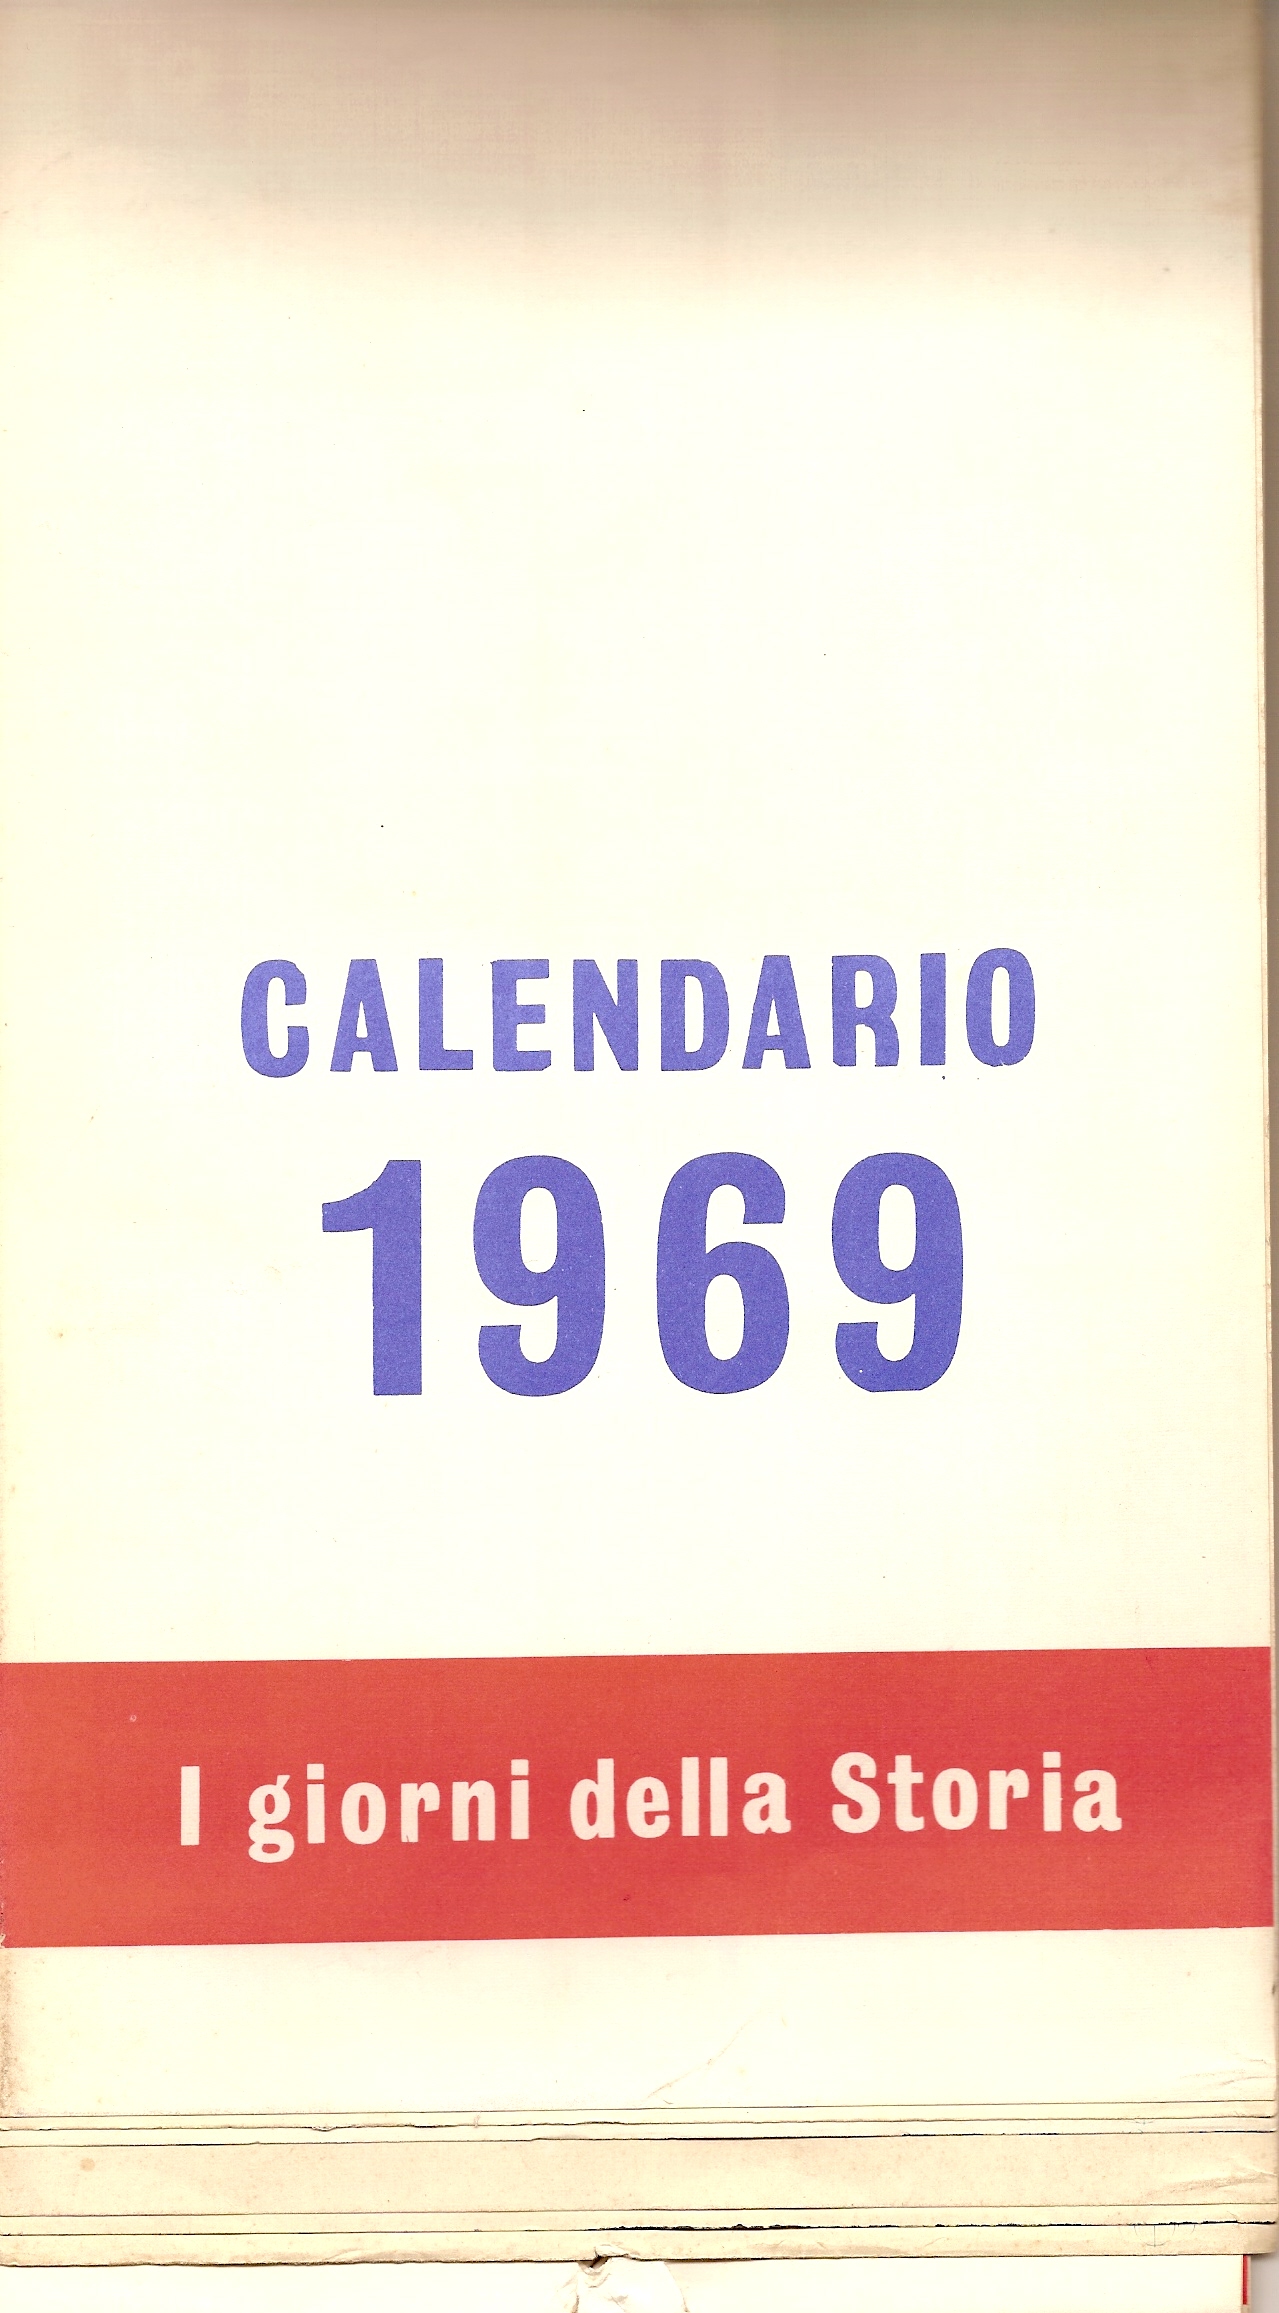 CALENDARIO
1969
I giorni della Storia